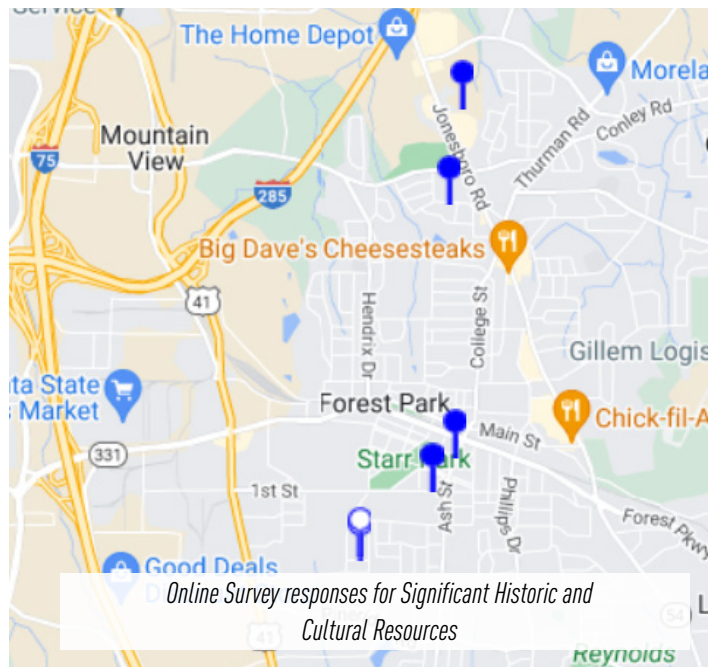 Service
The Home Depot
Morela
Jonesboro Rd
Thurman Rd
Conley Rd
Mountain
View
75
285
Big Dave's Cheesesteaks
41
Hendrix Dr
College St
Gillem Logis
ta State
s Market
Forest Park
Chick-fil-A
Main St
331
Starr Park
1st St
Ash St
Phillips Dr
Forest Pkwy
Good Deals
Online Survey responses for Significant Historic and
Cultural Resources
54
L
41
Reynolds